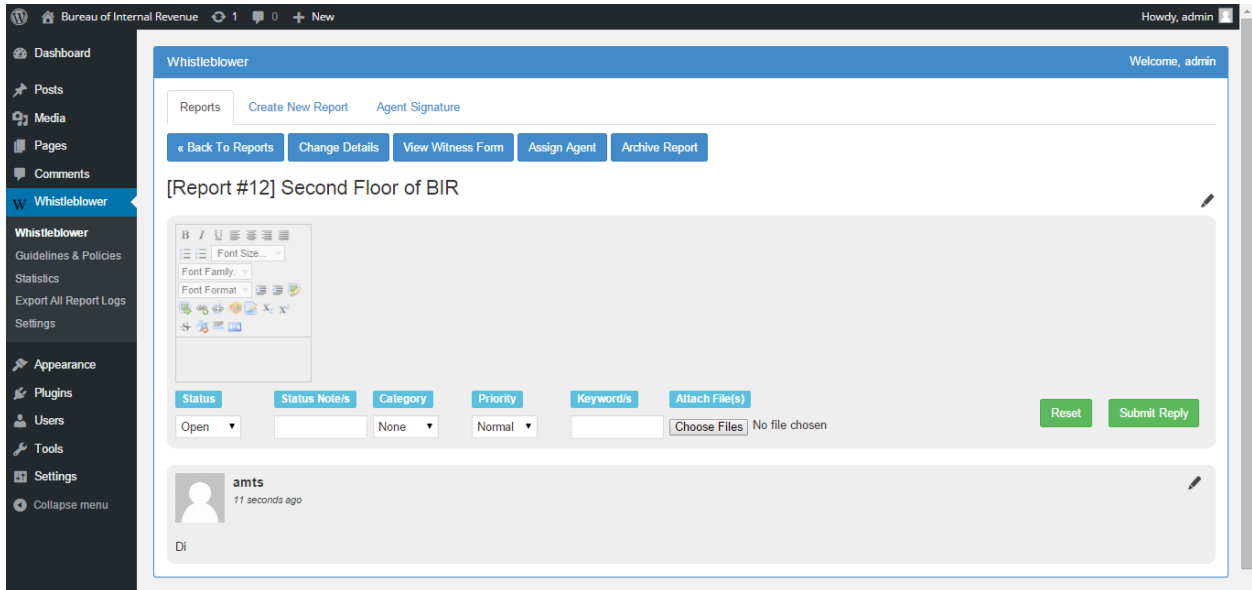 Bureau of Internal Revenue 1 0 + New Howdy, admin
Dashboard
Posts
Media
Pages
Comments
Whistleblower
Whistleblower
Guidelines & Policies
Statistics
Export All Report Logs
Settings
Appearance
Plugins
Users
Tools
Settings
Collapse menu
Whistleblower Welcome, admin
Reports Create New Report Agent Signature
« Back To Reports Change Details View Witness Form Assign Agent Archive Report
[Report #12] Second Floor of BIR
B I U
Font Size...
Font Family.
Font Format
X₂ X²
S
Status Status Note/s Category Priority Keyword/s Attach File(s)
Open None Normal Choose Files No file chosen Reset Submit Reply
amts
11 seconds ago
Di